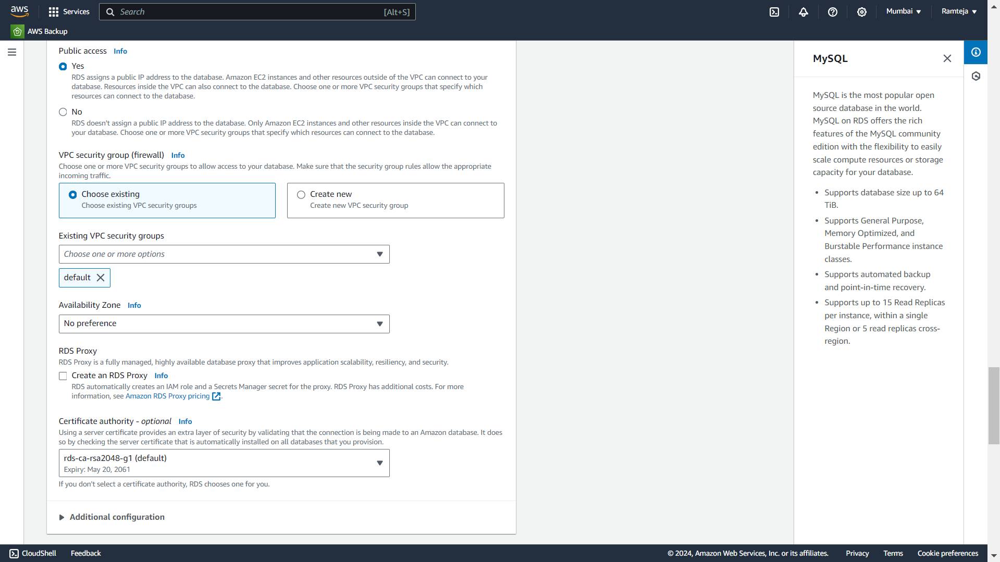 aws
Services
Search
[Alt+S]
Mumbai
Ramteja
AWS Backup
Public access Info
Yes
RDS assigns a public IP address to the database. Amazon EC2 instances and other resources outside of the VPC can connect to your
database. Resources inside the VPC can also connect to the database. Choose one or more VPC security groups that specify which
resources can connect to the database.
No
RDS doesn't assign a public IP address to the database. Only Amazon EC2 instances and other resources inside the VPC can connect to
your database. Choose one or more VPC security groups that specify which resources can connect to the database.
VPC security group (firewall) Info
Choose one or more VPC security groups to allow access to your database. Make sure that the security group rules allow the appropriate
incoming traffic.
Choose existing
Choose existing VPC security groups
Create new
Create new VPC security group
Existing VPC security groups
Choose one or more options
default
Availability Zone Info
No preference
RDS Proxy
RDS Proxy is a fully managed, highly available database proxy that improves application scalability, resiliency, and security.
Create an RDS Proxy Info
RDS automatically creates an IAM role and a Secrets Manager secret for the proxy. RDS Proxy has additional costs. For more
information, see Amazon RDS Proxy pricing.
Certificate authority - optional Info
Using a server certificate provides an extra layer of security by validating that the connection is being made to an Amazon database. It does
so by checking the server certificate that is automatically installed on all databases that you provision.
rds-ca-rsa2048-g1 (default)
Expiry: May 20, 2061
If you don't select a certificate authority, RDS chooses one for you.
Additional configuration
MySQL
MySQL is the most popular open
source database in the world.
MySQL on RDS offers the rich
features of the MySQL community
edition with the flexibility to easily
scale compute resources or storage
capacity for your database.
• Supports database size up to 64
TiB.
• Supports General Purpose,
Memory Optimized, and
Burstable Performance instance
classes.
• Supports automated backup
and point-in-time recovery.
• Supports up to 15 Read Replicas
per instance, within a single
Region or 5 read replicas cross-
region.
CloudShell
Feedback
© 2024, Amazon Web Services, Inc. or its affiliates.
Privacy
Terms
Cookie preferences